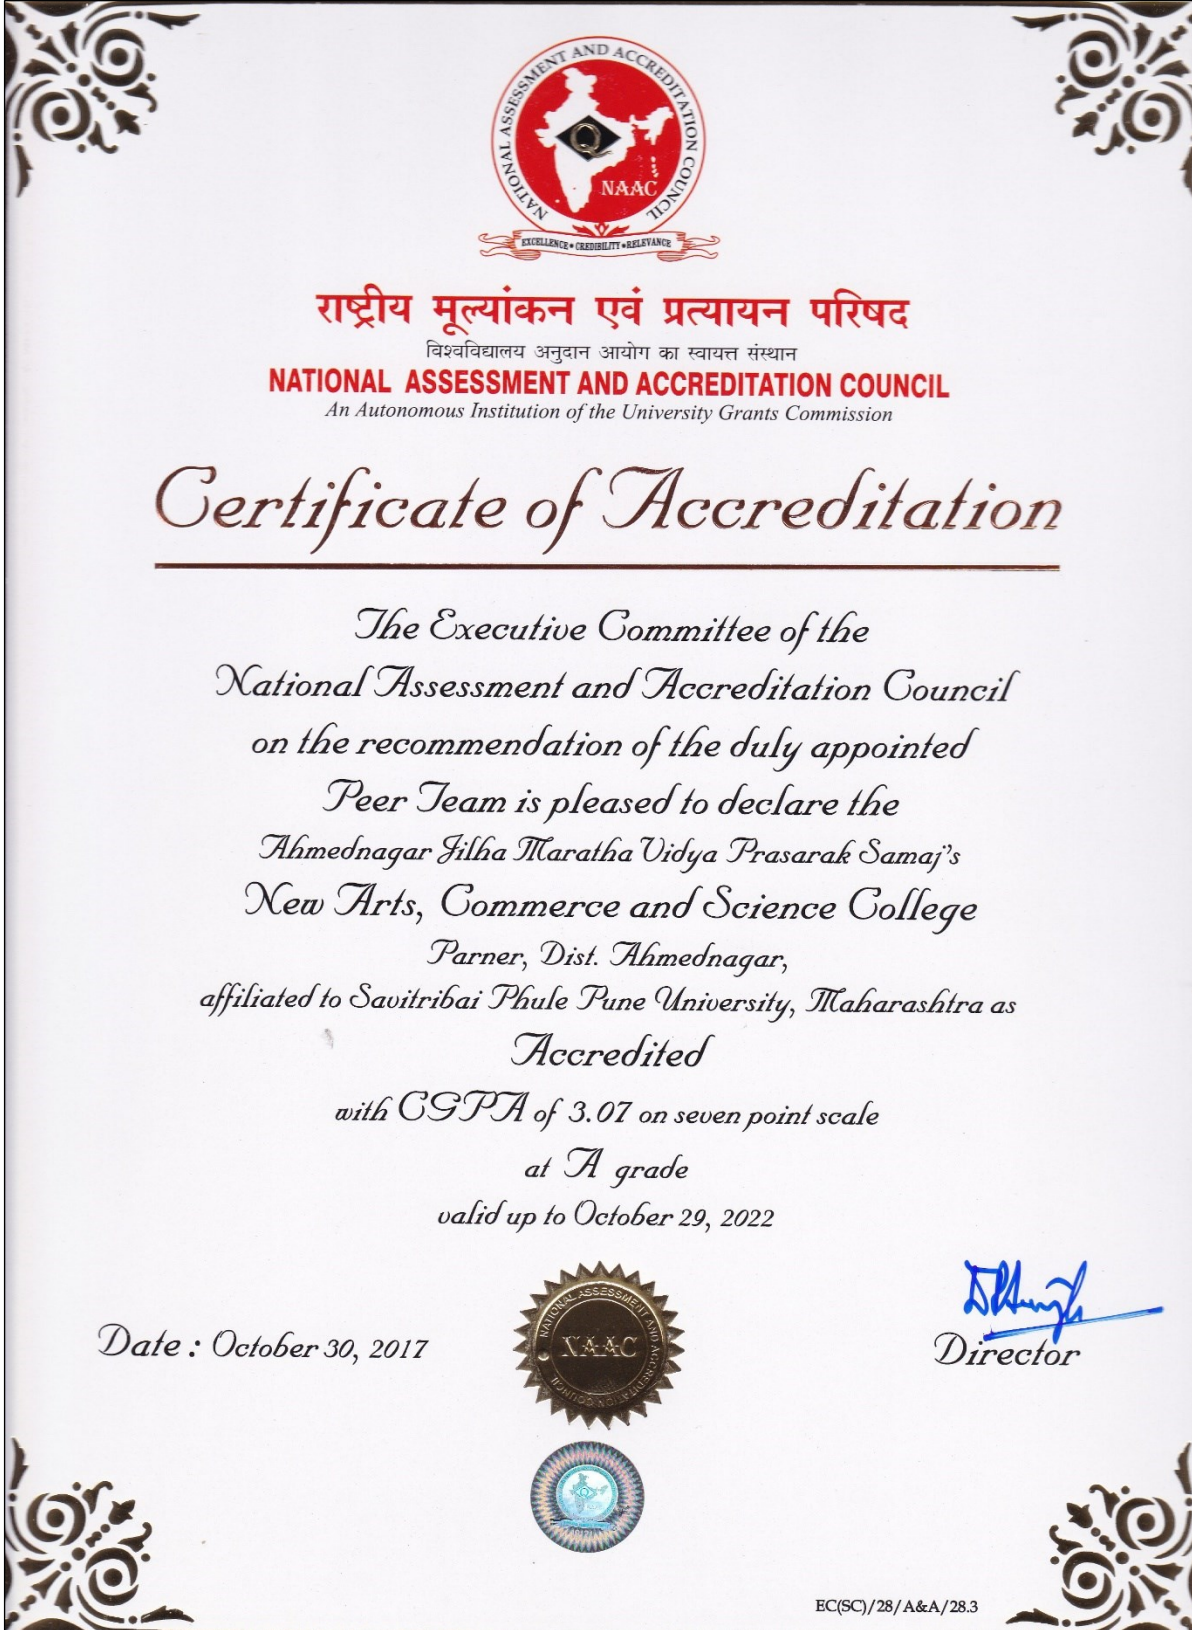 NATIONAL ASSESSMENT AND ACCREDITATION COUNCIL
Q
NAAC
EXCELLENCE • CREDIBILITY • RELEVANCE
राष्ट्रीय मूल्यांकन एवं प्रत्यायन परिषद
विश्वविद्यालय अनुदान आयोग का स्वायत्त संस्थान
NATIONAL ASSESSMENT AND ACCREDITATION COUNCIL
An Autonomous Institution of the University Grants Commission
Certificate of Accreditation
The Executive Committee of the
National Assessment and Accreditation Council
on the recommendation of the duly appointed
Peer Team is pleased to declare the
Ahmednagar Jilha Maratha Vidya Prasarak Samaj's
New Arts, Commerce and Science College
Parner, Dist. Ahmednagar,
affiliated to Savitribai Phule Pune University, Maharashtra as
Accredited
with CGPA of 3.07 on seven point scale
at A grade
valid up to October 29, 2022
Date : October 30, 2017
NATIONAL ASSESSMENT AND ACCREDITATION COUNCIL
NAAC
Director
EC(SC)/28/A&A/28.3